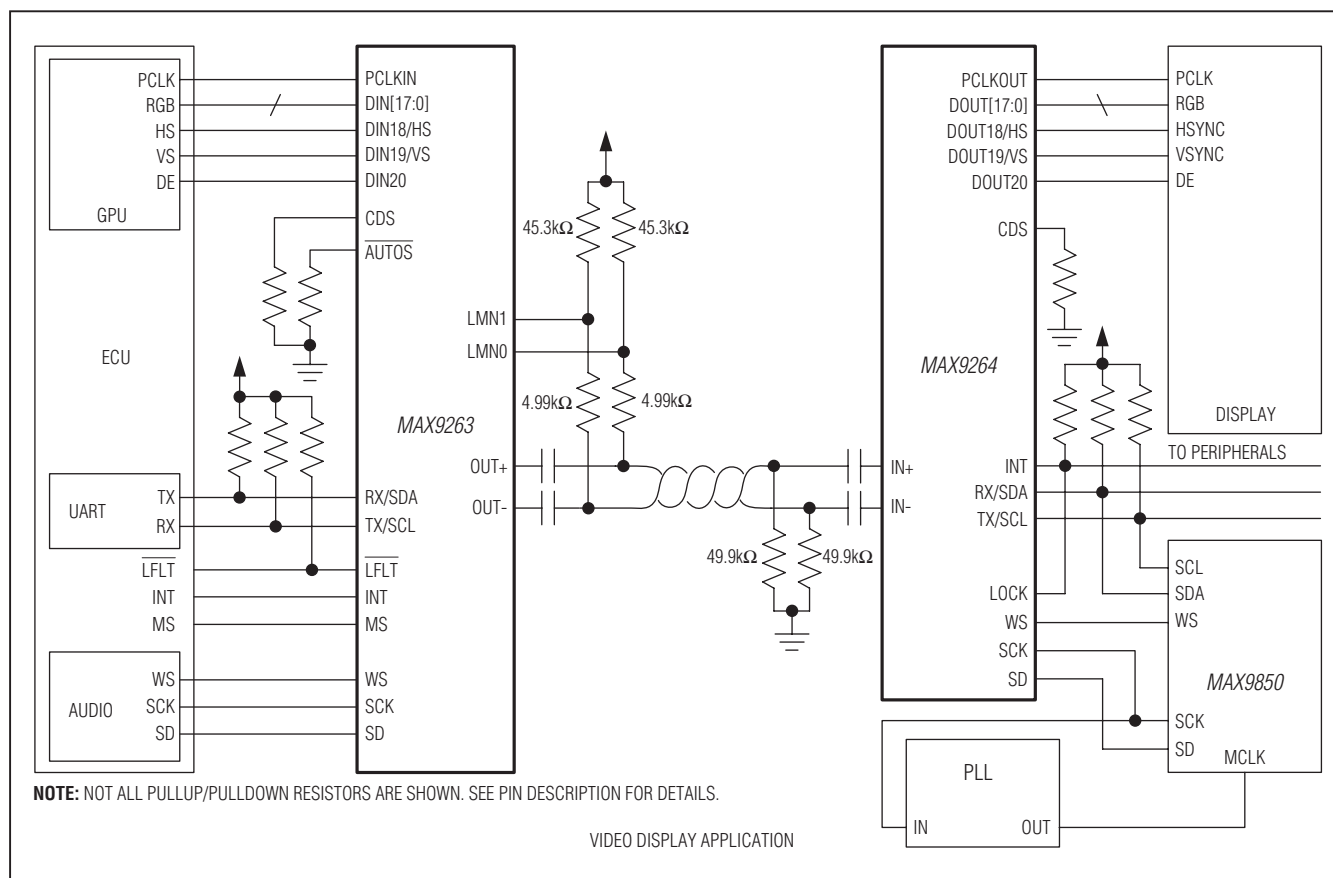 PCLK
RGB
HS
VS
DE
GPU
ECU
TX
RX
UART
LFLT
INT
MS
WS
SCK
SD
AUDIO
PCLKIN
DIN[17:0]
DIN18/HS
DIN19/VS
DIN20
CDS
AUTOS
LMN1
LMN0
MAX9263
OUT+
OUT-
RX/SDA
TX/SCL
LFLT
INT
MS
WS
SCK
SD
45.3kΩ 45.3kΩ
4.99kΩ 4.99kΩ
49.9kΩ 49.9kΩ
PCLKOUT
DOUT[17:0]
DOUT18/HS
DOUT19/VS
DOUT20
CDS
MAX9264
IN+
IN-
INT
RX/SDA
TX/SCL
LOCK
WS
SCK
SD
PCLK
RGB
HSYNC
VSYNC
DE
DISPLAY
TO PERIPHERALS
SCL
SDA
WS
MAX9850
SCK
SD
MCLK
PLL
IN OUT
NOTE: NOT ALL PULLUP/PULLDOWN RESISTORS ARE SHOWN. SEE PIN DESCRIPTION FOR DETAILS.
VIDEO DISPLAY APPLICATION